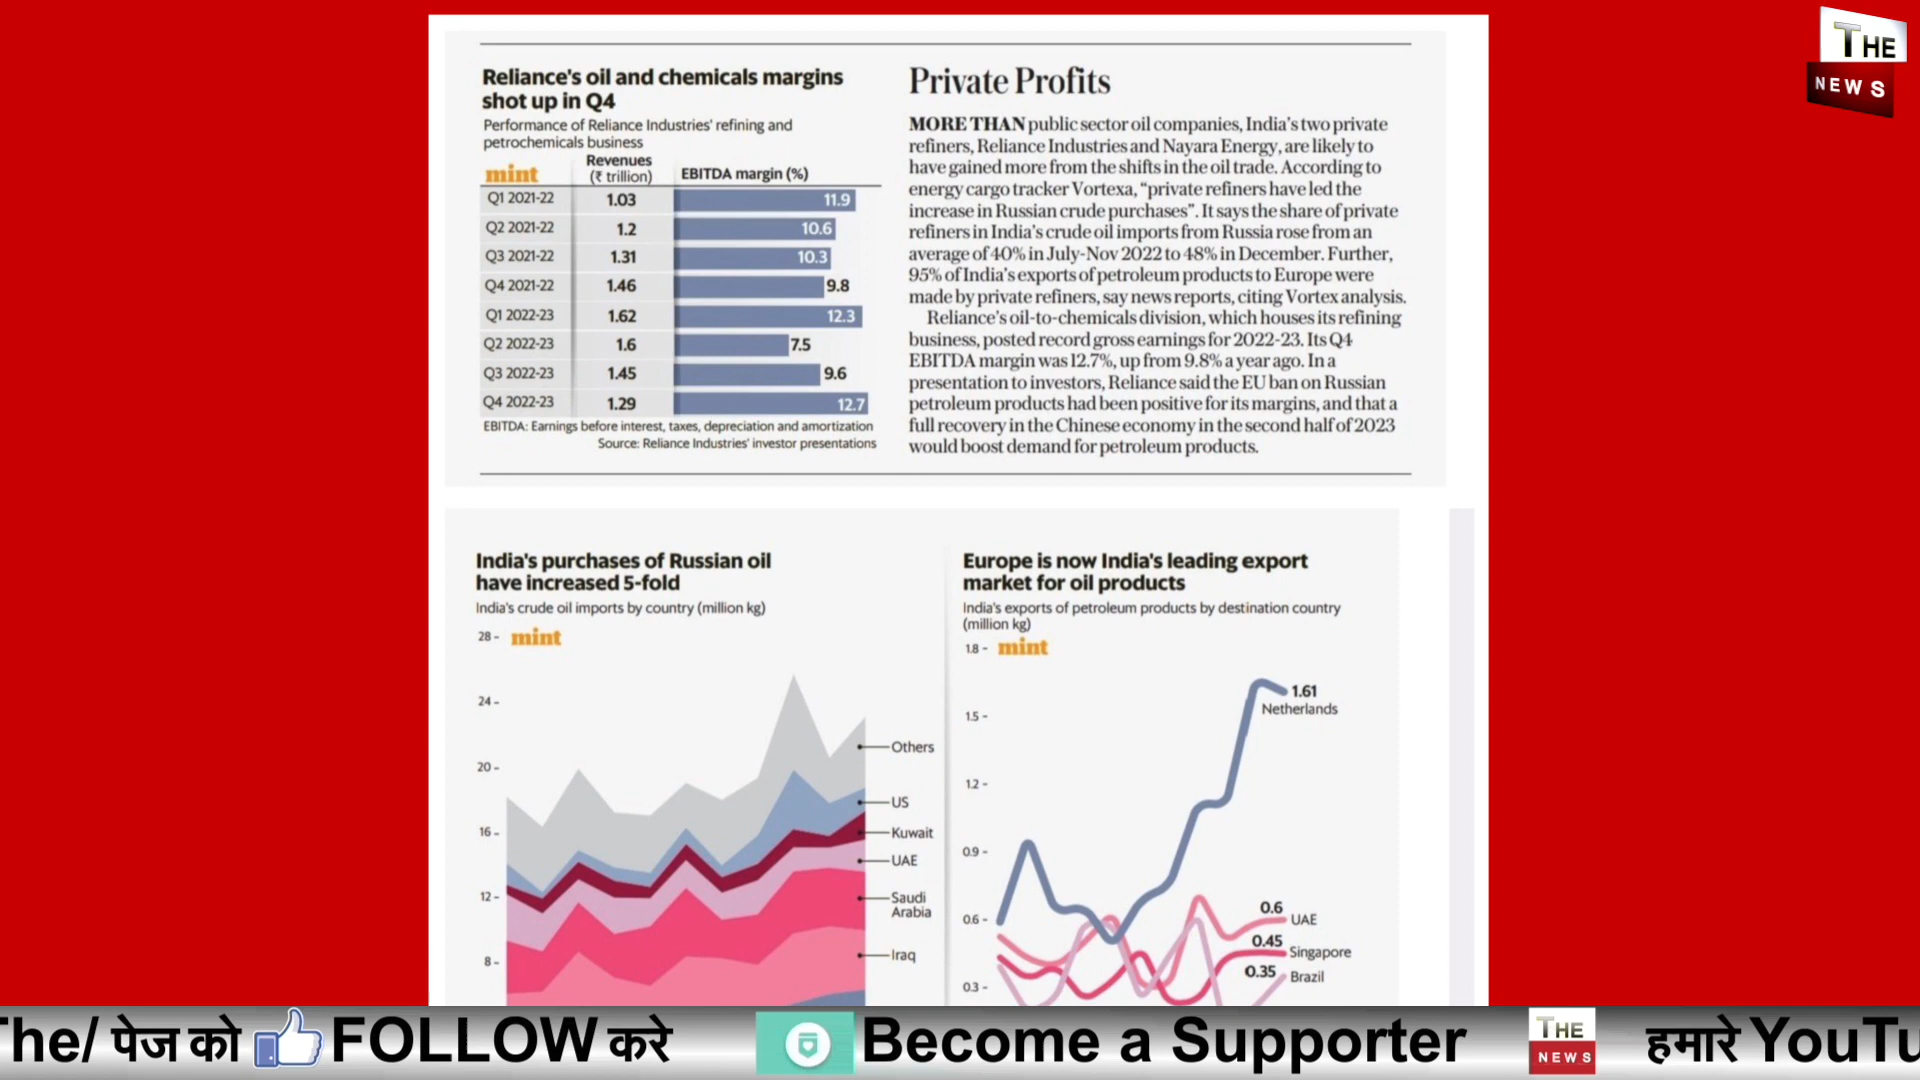 THE
NEWS
Reliance's oil and chemicals margins
shot up in Q4
Performance of Reliance Industries' refining and
petrochemicals business
mint
Revenues
(₹ trillion)
EBITDA margin (%)
Q1 2021-22 1.03 11.9
Q2 2021-22 1.2 10.6
Q3 2021-22 1.31 10.3
Q4 2021-22 1.46 9.8
Q1 2022-23 1.62 12.3
Q2 2022-23 1.6 7.5
Q3 2022-23 1.45 9.6
Q4 2022-23 1.29 12.7
EBITDA: Earnings before interest, taxes, depreciation and amortization
Source: Reliance Industries' investor presentations
Private Profits
MORE THAN public sector oil companies, India's two private
refiners, Reliance Industries and Nayara Energy, are likely to
have gained more from the shifts in the oil trade. According to
energy cargo tracker Vortexa, “private refiners have led the
increase in Russian crude purchases”. It says the share of private
refiners in India's crude oil imports from Russia rose from an
average of 40% in July-Nov 2022 to 48% in December. Further,
95% of India's exports of petroleum products to Europe were
made by private refiners, say news reports, citing Vortex analysis.
Reliance's oil-to-chemicals division, which houses its refining
business, posted record gross earnings for 2022-23. Its Q4
EBITDA margin was 12.7%, up from 9.8% a year ago. In a
presentation to investors, Reliance said the EU ban on Russian
petroleum products had been positive for its margins, and that a
full recovery in the Chinese economy in the second half of 2023
would boost demand for petroleum products.
India's purchases of Russian oil
have increased 5-fold
India's crude oil imports by country (million kg)
28 -
mint
24 -
20 -
16 -
12 -
8 -
Others
US
Kuwait
UAE
Saudi
Arabia
Iraq
Europe is now India's leading export
market for oil products
India's exports of petroleum products by destination country
(million kg)
1.8 -
mint
1.5 -
1.2 -
0.9 -
0.6 -
0.3 -
1.61
Netherlands
0.6
UAE
0.45
Singapore
0.35
Brazil
The/ पेज को FOLLOW करे Become a Supporter THE NEWS हमारे YouTu